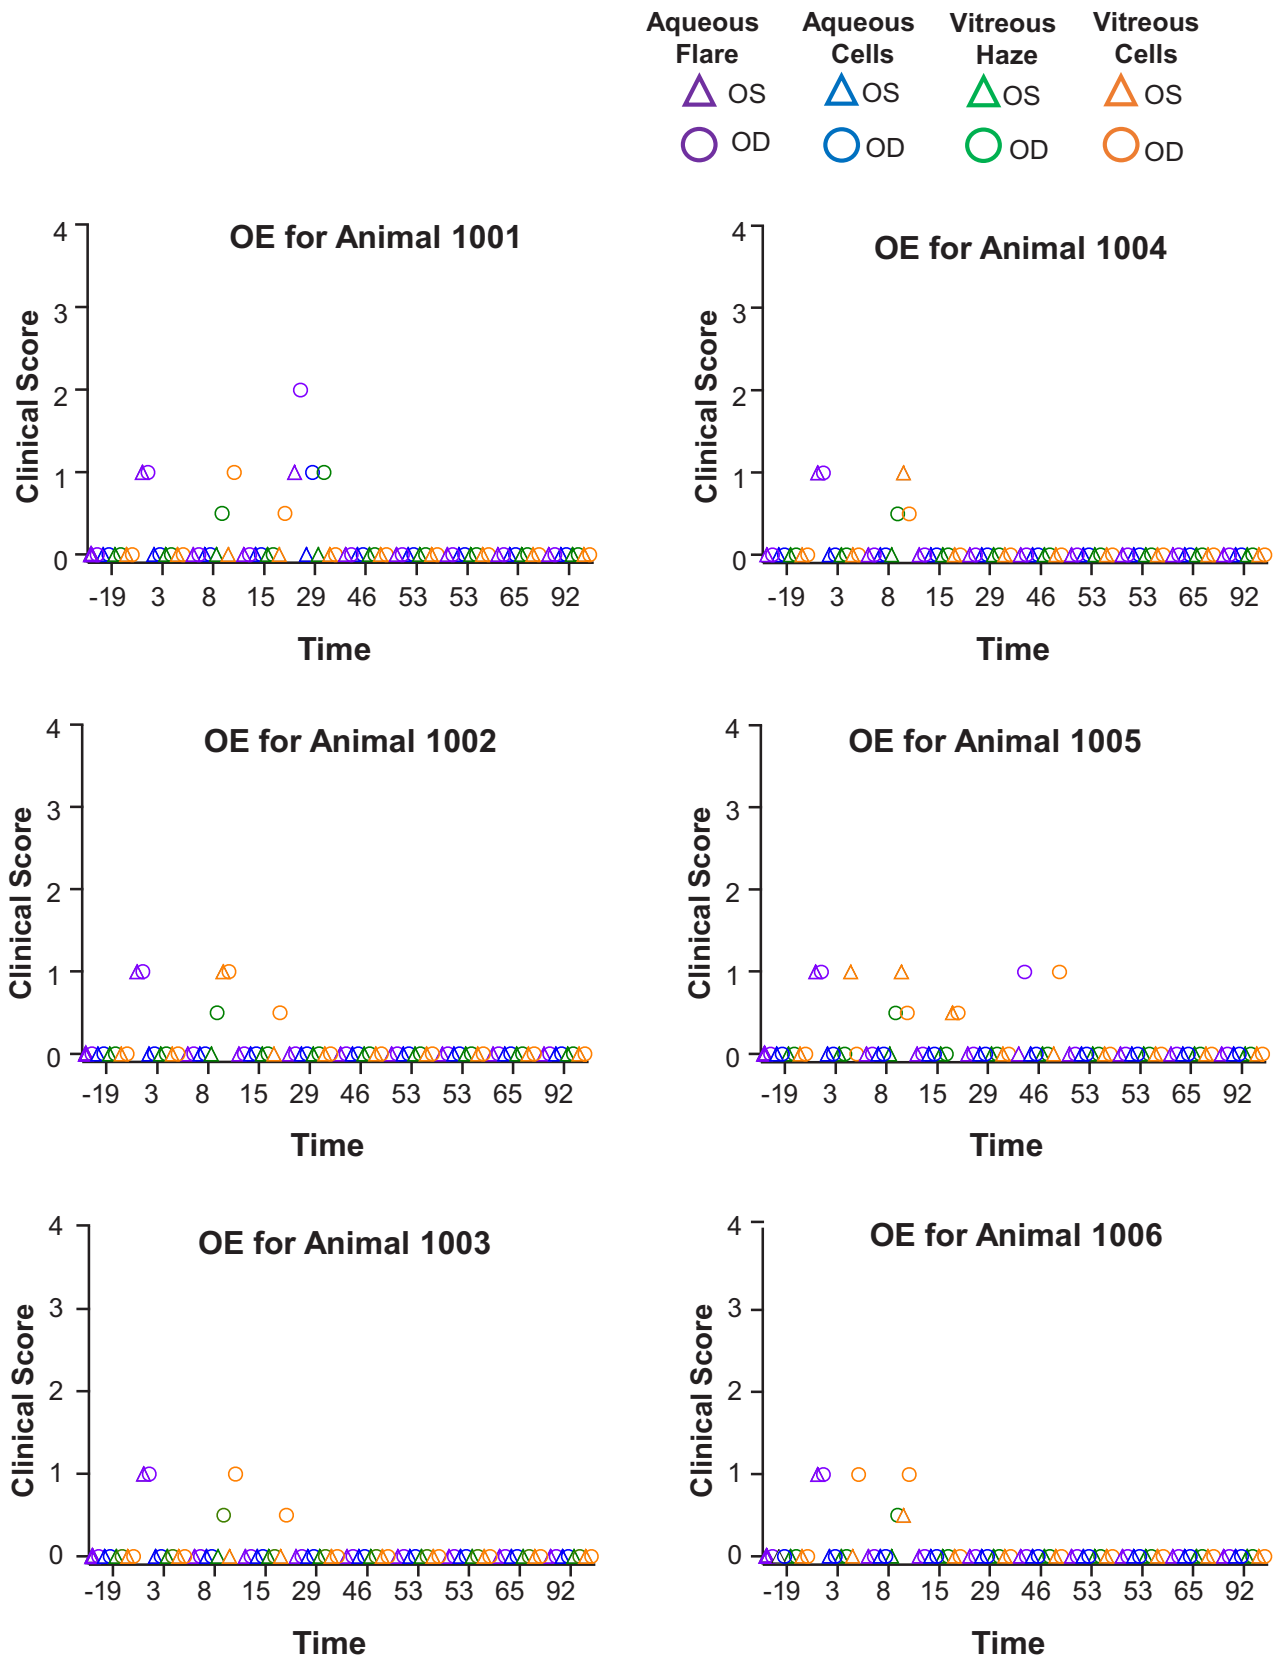 Aqueous Flare
Aqueous Cells
Vitreous Haze
Vitreous Cells
OS OS OS OS
OD OD OD OD
OE for Animal 1001
Clinical Score
4
3
2
1
0
-19 3 8 15 29 46 53 53 65 92
Time
OE for Animal 1004
Clinical Score
4
3
2
1
0
-19 3 8 15 29 46 53 53 65 92
Time
OE for Animal 1002
Clinical Score
4
3
2
1
0
-19 3 8 15 29 46 53 53 65 92
Time
OE for Animal 1005
Clinical Score
4
3
2
1
0
-19 3 8 15 29 46 53 53 65 92
Time
OE for Animal 1003
Clinical Score
4
3
2
1
0
-19 3 8 15 29 46 53 53 65 92
Time
OE for Animal 1006
Clinical Score
4
3
2
1
0
-19 3 8 15 29 46 53 53 65 92
Time